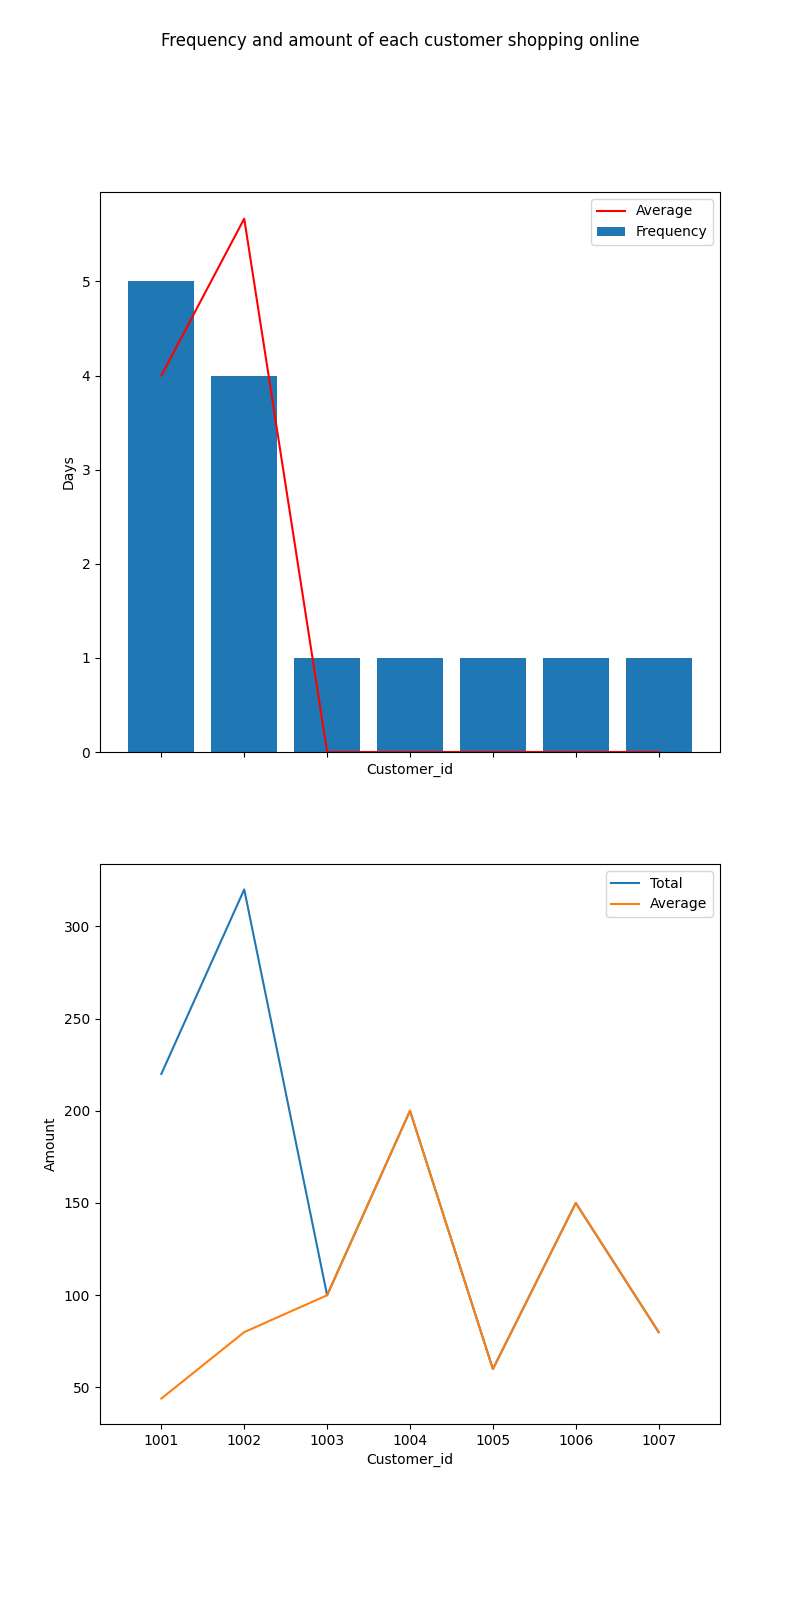 Frequency and amount of each customer shopping online
Average
Frequency
5
4
3
2
1
0
Days
Customer_id
Total
Average
300
250
200
150
100
50
Amount
1001 1002 1003 1004 1005 1006 1007
Customer_id